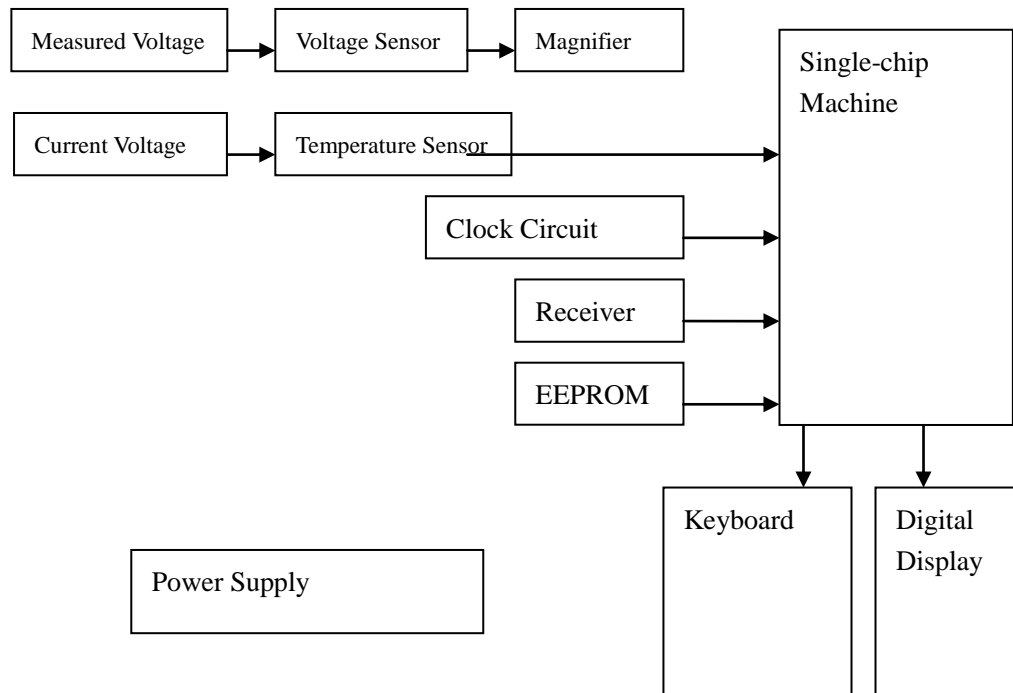 Measured Voltage
Voltage Sensor
Magnifier
Single-chip
Machine
Current Voltage
Temperature Sensor
Clock Circuit
Receiver
EEPROM
Keyboard
Digital
Display
Power Supply